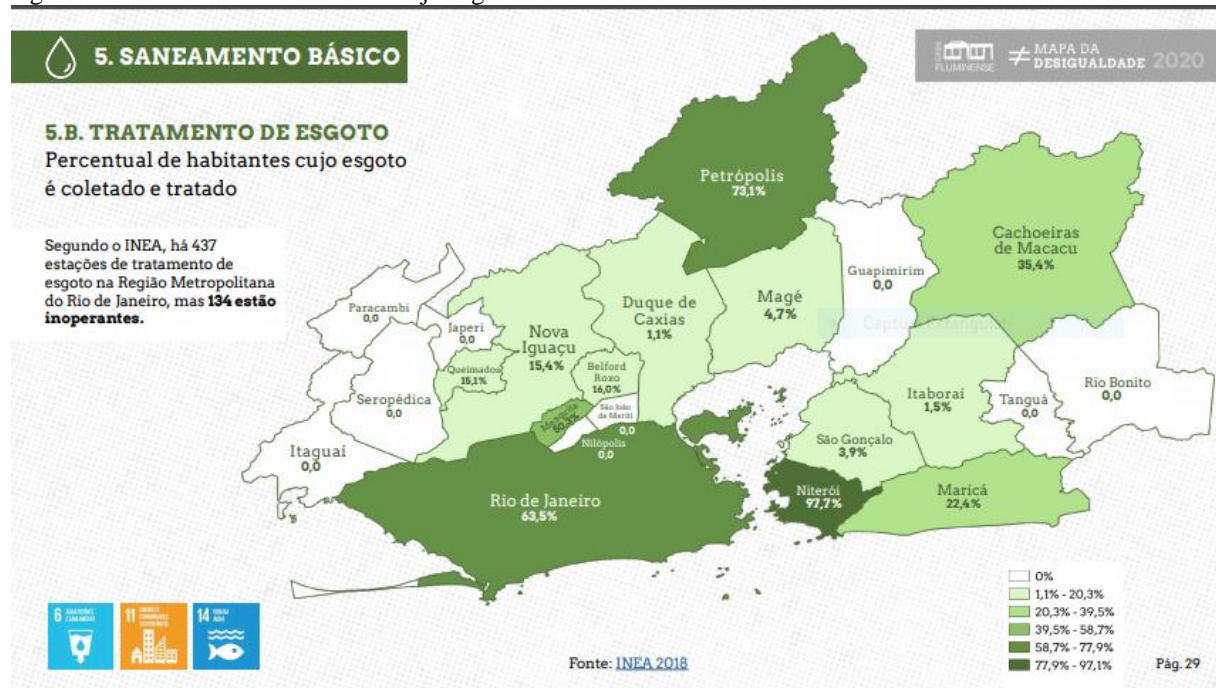 5. SANEAMENTO BÁSICO
CASA
FLUMINENSE
≠ MAPA DA
DESIGUALDADE 2020
5.B. TRATAMENTO DE ESGOTO
Percentual de habitantes cujo esgoto
é coletado e tratado
Segundo o INEA, há 437
estações de tratamento de
esgoto na Região Metropolitana
do Rio de Janeiro, mas 134 estão
inoperantes.
Petrópolis
73,1%
Cachoeiras
de Macacu
35,4%
Guapimirim
0,0
Magé
4,7%
Duque de
Caxias
1,1%
Paracambi
0,0
Japeri
0,0
Nova
Iguaçu
15,4%
Queimados
15,1%
Belford
Roxo
16,0%
Seropédica
0,0
Mesquita
50,3%
São João
de Meriti
0,0
Nilópolis
0,0
Itaguaí
0,0
Rio de Janeiro
63,5%
Itaboraí
1,5%
Tanguá
0,0
Rio Bonito
0,0
São Gonçalo
3,9%
Niterói
97,7%
Maricá
22,4%
0%
1,1% - 20,3%
20,3% - 39,5%
39,5% - 58,7%
58,7% - 77,9%
77,9% - 97,1%
6
11
14
Fonte: INEA 2018
Pág. 29